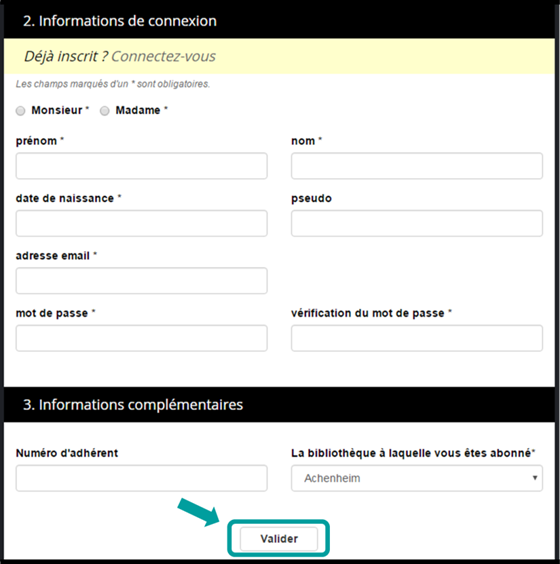 2. Informations de connexion
Déjà inscrit ? Connectez-vous
Les champs marqués d'un * sont obligatoires.
Monsieur * Madame *
prénom * nom *
date de naissance * pseudo
adresse email *
mot de passe * vérification du mot de passe *
3. Informations complémentaires
Numéro d'adhérent La bibliothèque à laquelle vous êtes abonné*
Achenheim
Valider